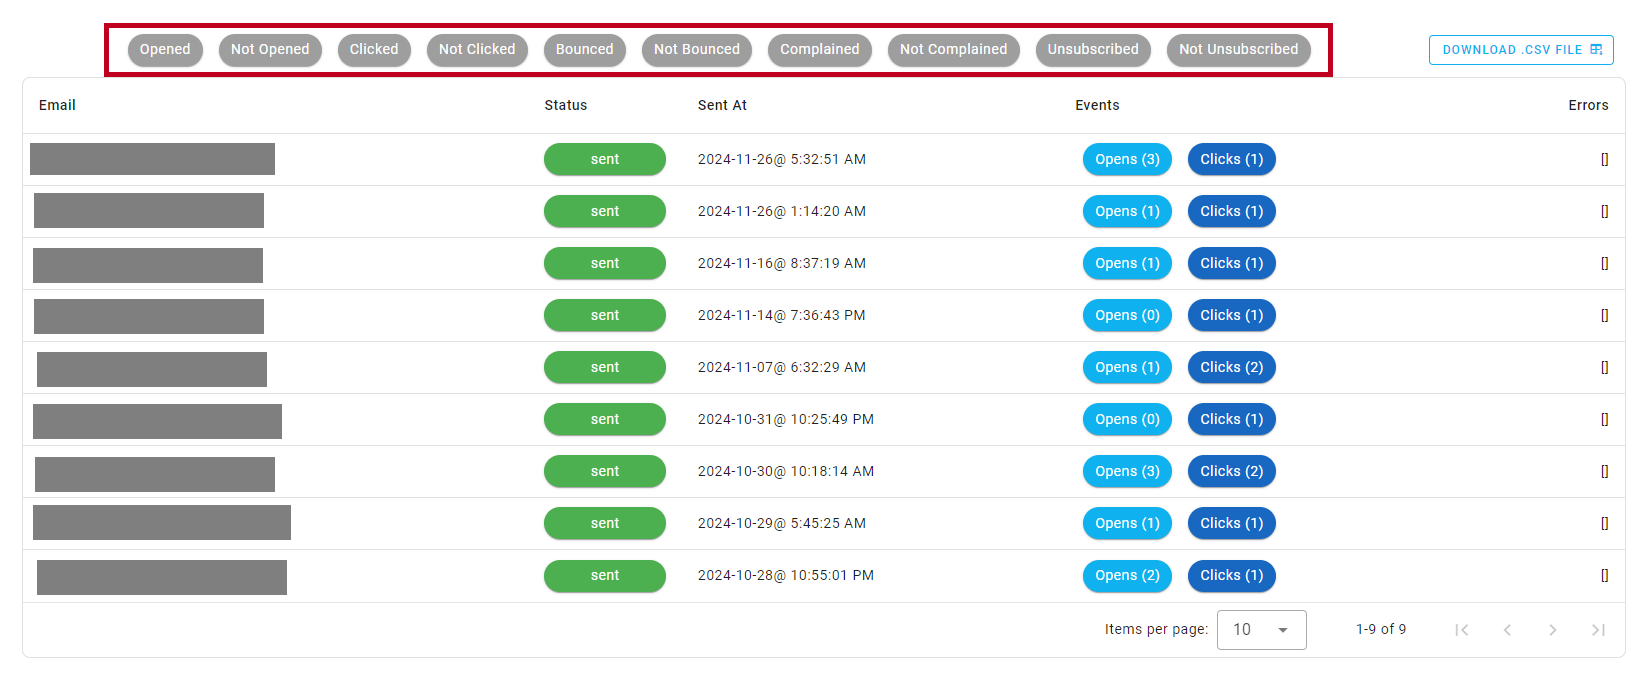 Opened Not Opened Clicked Not Clicked Bounced Not Bounced Complained Not Complained Unsubscribed Not Unsubscribed DOWNLOAD .CSV FILE
Email Status Sent At Events Errors
sent 2024-11-26@ 5:32:51 AM Opens (3) Clicks (1) []
sent 2024-11-26@ 1:14:20 AM Opens (1) Clicks (1) []
sent 2024-11-16@ 8:37:19 AM Opens (1) Clicks (1) []
sent 2024-11-14@ 7:36:43 PM Opens (0) Clicks (1) []
sent 2024-11-07@ 6:32:29 AM Opens (1) Clicks (2) []
sent 2024-10-31@ 10:25:49 PM Opens (0) Clicks (1) []
sent 2024-10-30@ 10:18:14 AM Opens (3) Clicks (2) []
sent 2024-10-29@ 5:45:25 AM Opens (1) Clicks (1) []
sent 2024-10-28@ 10:55:01 PM Opens (2) Clicks (1) []
Items per page: 10 1-9 of 9